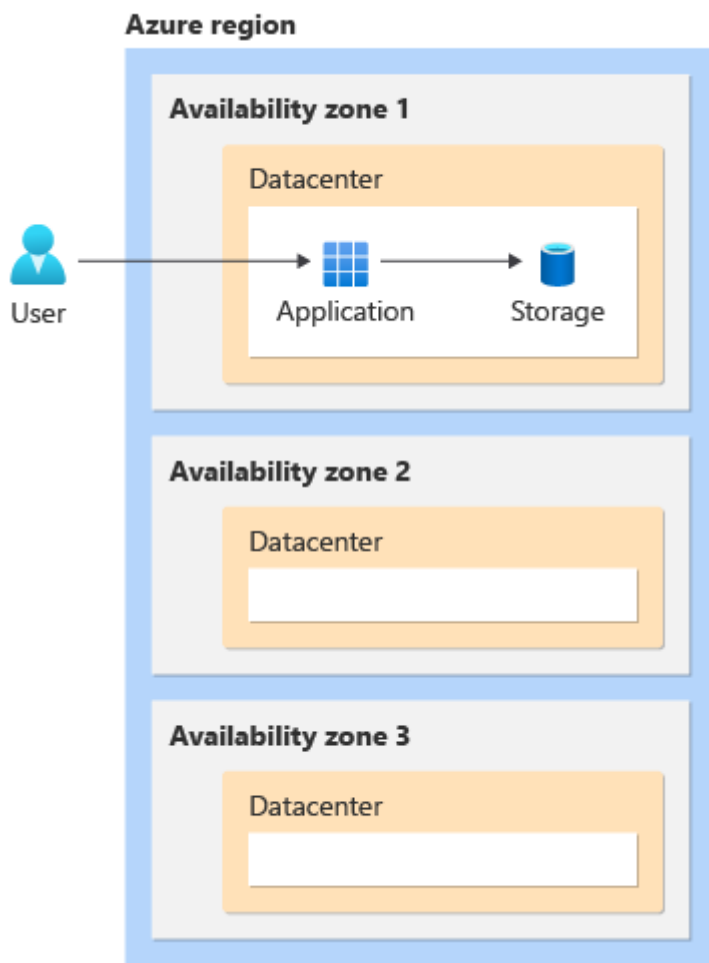 Azure region
Availability zone 1
Datacenter
User
Application
Storage
Availability zone 2
Datacenter
Availability zone 3
Datacenter